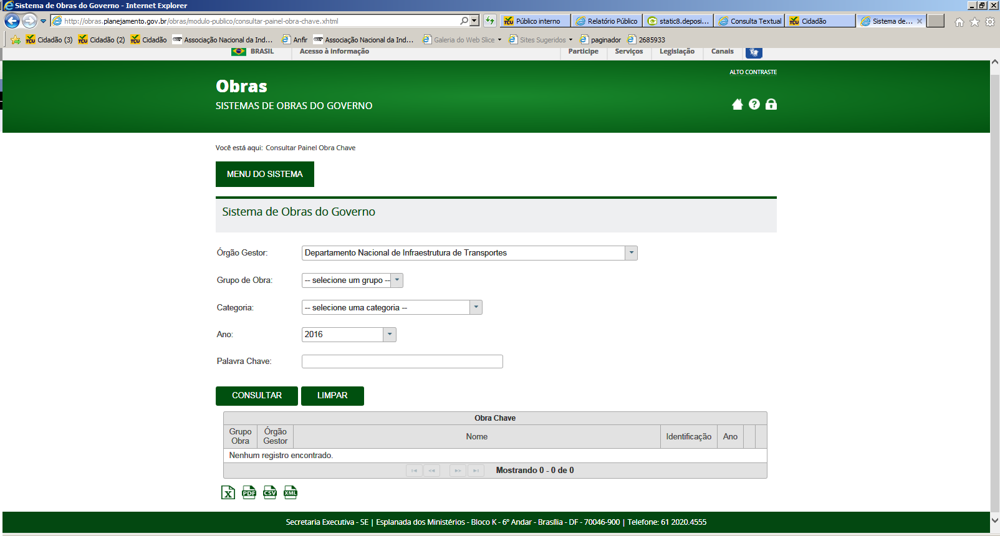 Sistema de Obras do Governo - Internet Explorer
http://obras.planejamento.gov.br/obras/modulo-publico/consultar-painel-obra-chave.xhtml
TCU Público interno
Relatório Público
static8.deposi...
Consulta Textual
TCU Cidadão
Sistema de...
TCU Cidadão (3)
TCU Cidadão (2)
TCU Cidadão
Associação Nacional da Ind...
Anfir
Associação Nacional da Ind...
Galeria do Web Slice
Sites Sugeridos
paginador
2685933
BRASIL
Acesso à informação
Participe
Serviços
Legislação
Canais
ALTO CONTRASTE
Obras
SISTEMAS DE OBRAS DO GOVERNO
Você está aqui: Consultar Painel Obra Chave
MENU DO SISTEMA
Sistema de Obras do Governo
Órgão Gestor: Departamento Nacional de Infraestrutura de Transportes
Grupo de Obra: -- selecione um grupo --
Categoria: -- selecione uma categoria --
Ano: 2016
Palavra Chave:
CONSULTAR LIMPAR
Obra Chave
Grupo Obra
Órgão Gestor
Nome
Identificação
Ano
Nenhum registro encontrado.
Mostrando 0 - 0 de 0
X PDF CSV XML
Secretaria Executiva - SE | Esplanada dos Ministérios - Bloco K - 6º Andar - Brasília - DF - 70046-900 | Telefone: 61 2020.4555